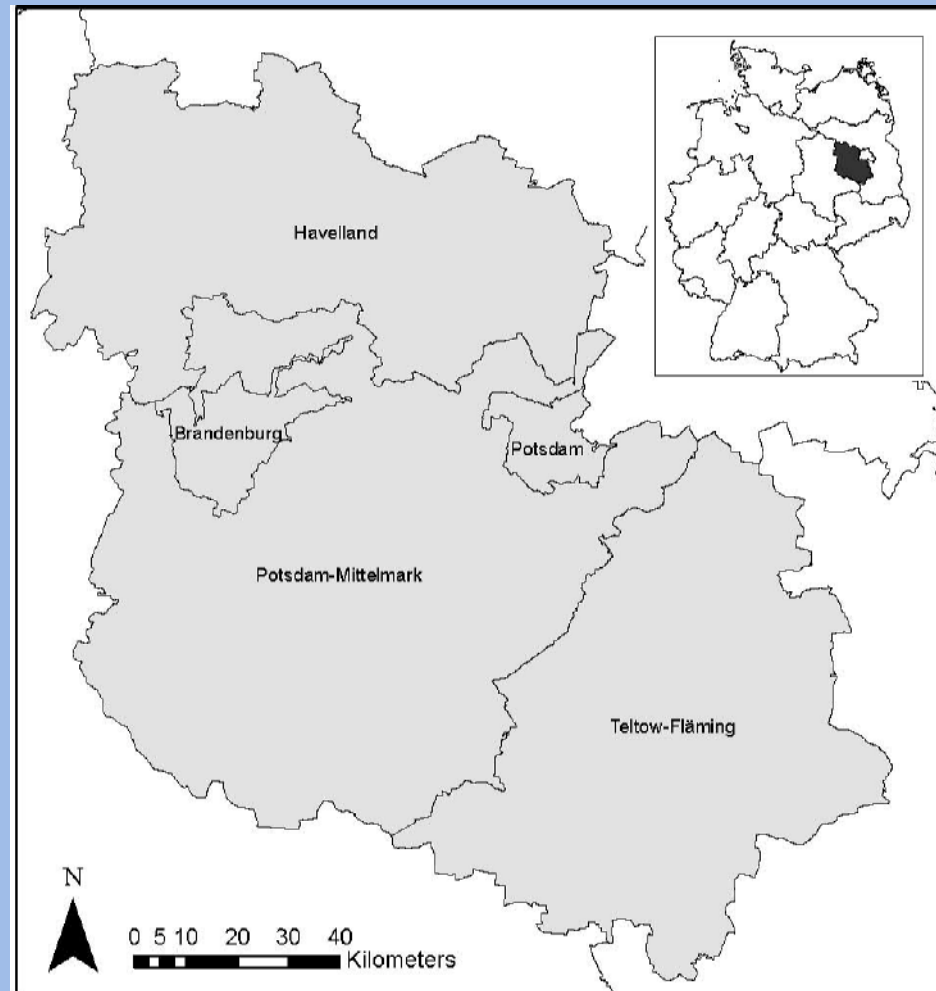 Havelland
Brandenburg
Potsdam
Potsdam-Mittelmark
Teltow-Fläming
N
0 5 10 20 30 40
Kilometers